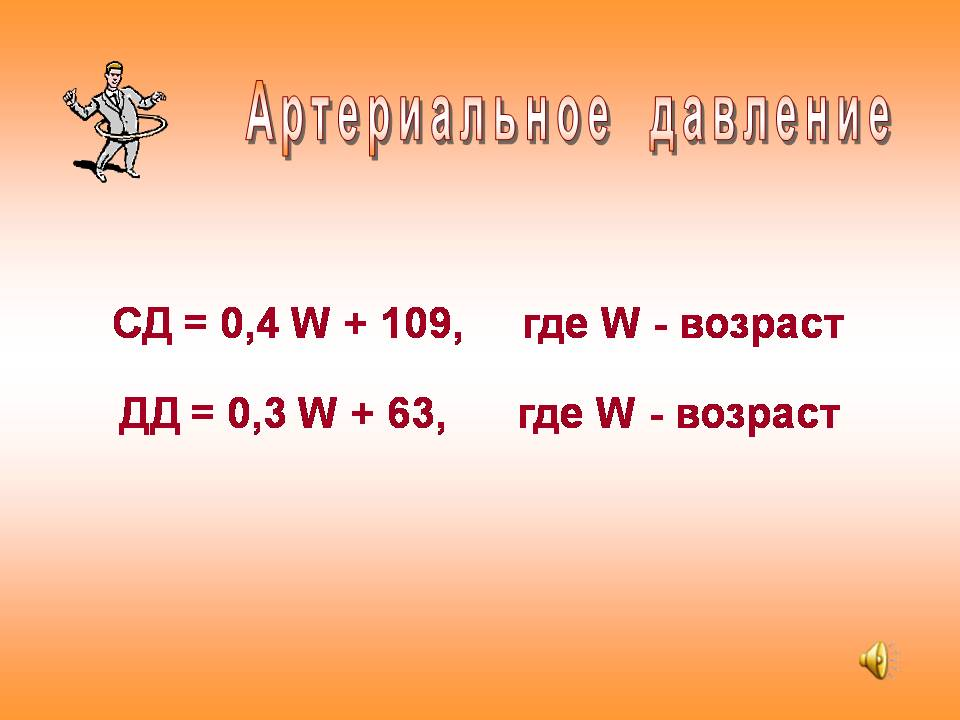 Артериальное давление
СД = 0,4 W + 109, где W - возраст
ДД = 0,3 W + 63, где W - возраст